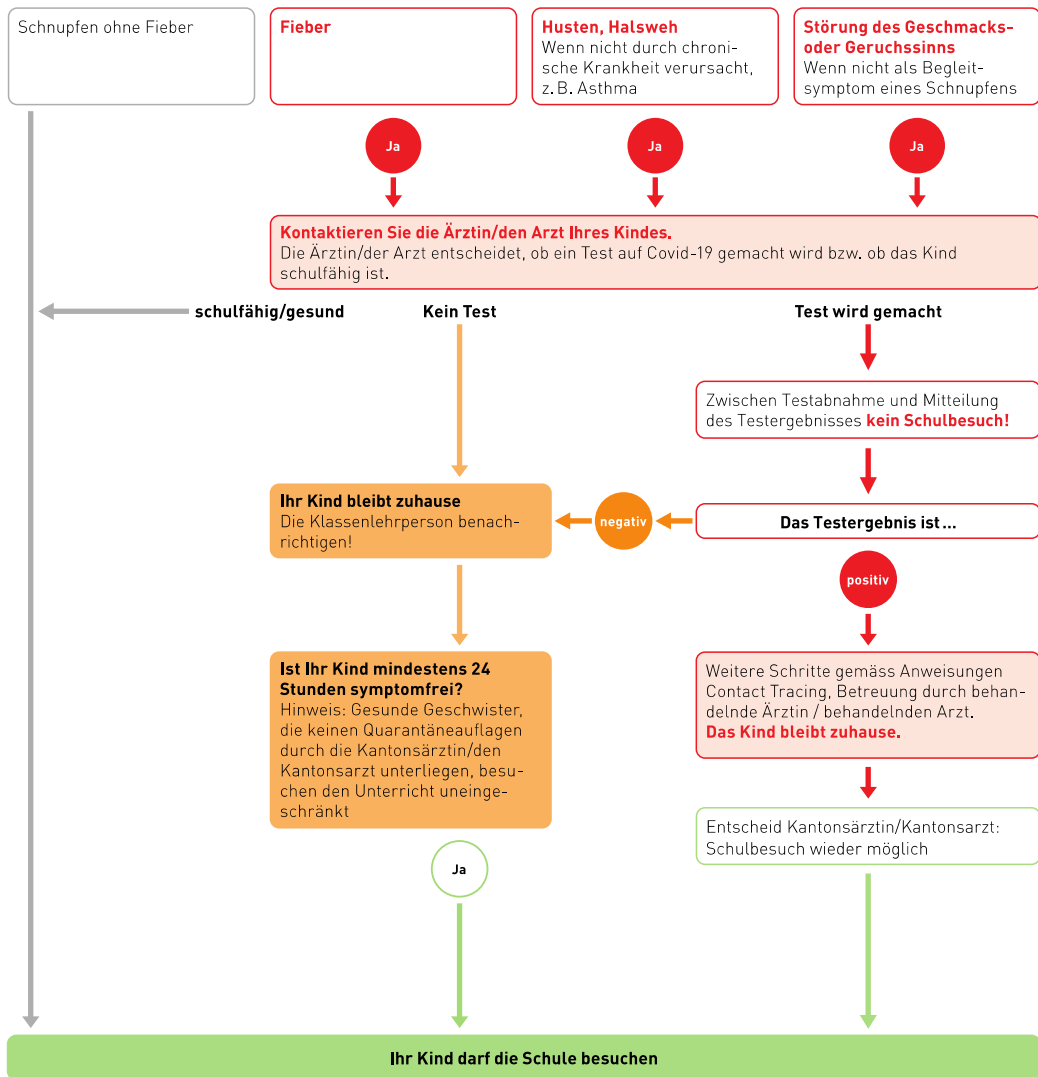 Schnupfen ohne Fieber
Fieber
Husten, Halsweh
Wenn nicht durch chroni-
sche Krankheit verursacht,
z. B. Asthma
Störung des Geschmacks-
oder Geruchssinns
Wenn nicht als Begleit-
symptom eines Schnupfens
Ja
Ja
Ja
Kontaktieren Sie die Ärztin/den Arzt Ihres Kindes.
Die Ärztin/der Arzt entscheidet, ob ein Test auf Covid-19 gemacht wird bzw. ob das Kind
schulfähig ist.
schulfähig/gesund
Kein Test
Test wird gemacht
Zwischen Testabnahme und Mitteilung
des Testergebnisses kein Schulbesuch!
Ihr Kind bleibt zuhause
Die Klassenlehrperson benach-
richtigen!
negativ
Das Testergebnis ist ...
positiv
Ist Ihr Kind mindestens 24
Stunden symptomfrei?
Hinweis: Gesunde Geschwister,
die keinen Quarantäneauflagen
durch die Kantonsärztin/den
Kantonsarzt unterliegen, besu-
chen den Unterricht uneinge-
schränkt
Weitere Schritte gemäss Anweisungen
Contact Tracing, Betreuung durch behan-
delnde Ärztin / behandelnden Arzt.
Das Kind bleibt zuhause.
Entscheid Kantonsärztin/Kantonsarzt:
Schulbesuch wieder möglich
Ja
Ihr Kind darf die Schule besuchen